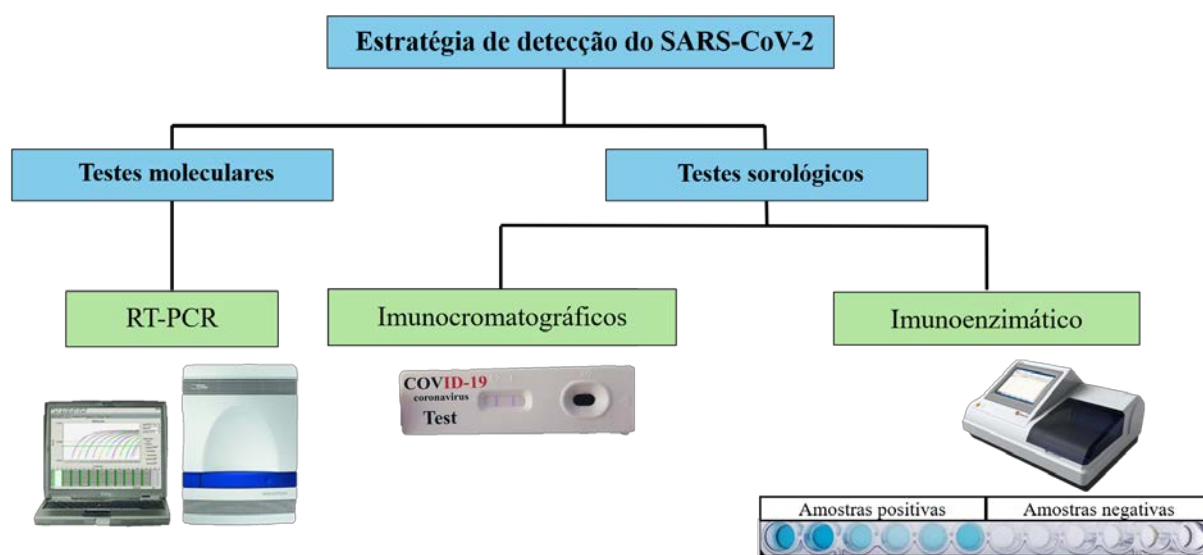 Estratégia de detecção do SARS-CoV-2
Testes moleculares
Testes sorológicos
RT-PCR
Imunocromatográficos
Imunoenzimático
COVID-19
coronavirus
Test
Amostras positivas
Amostras negativas